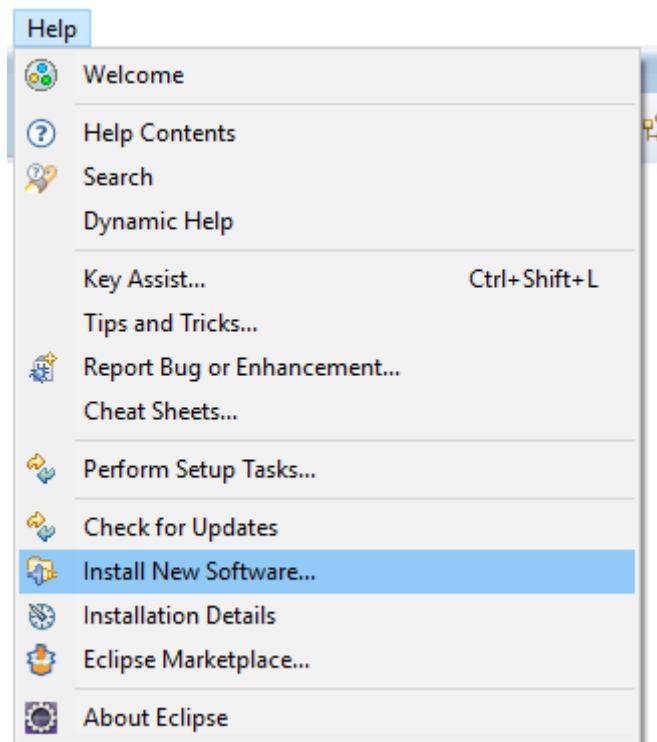 Help
Welcome
Help Contents
Search
Dynamic Help
Key Assist... Ctrl+Shift+L
Tips and Tricks...
Report Bug or Enhancement...
Cheat Sheets...
Perform Setup Tasks...
Check for Updates
Install New Software...
Installation Details
Eclipse Marketplace...
About Eclipse